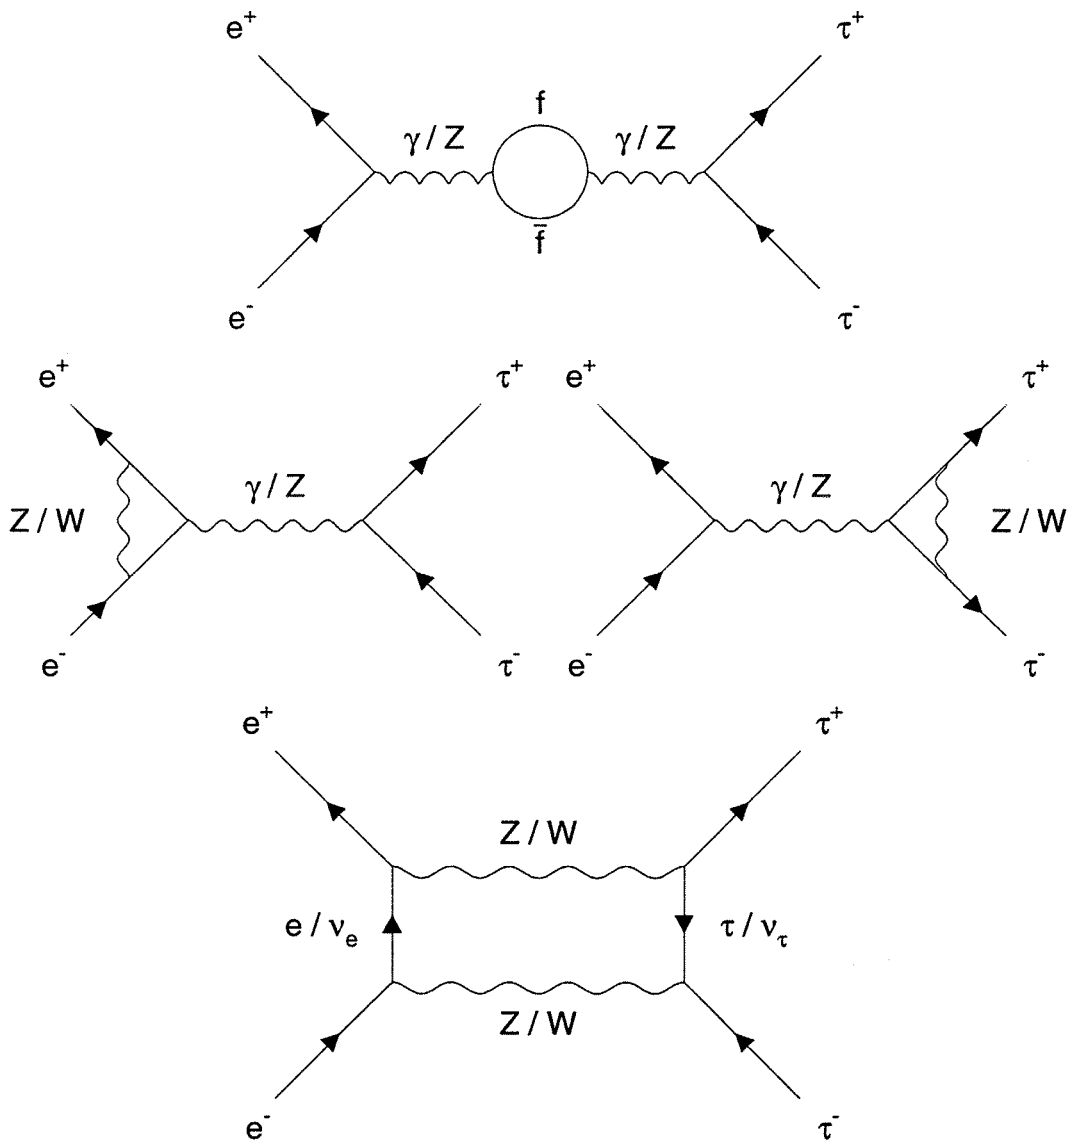 e⁺ τ⁺
f
γ / Z γ / Z
f̄
e⁻ τ⁻
e⁺ τ⁺ e⁺ τ⁺
γ / Z γ / Z
Z / W Z / W
e⁻ τ⁻ e⁻ τ⁻
e⁺ τ⁺
Z / W
e / νₑ τ / ν_τ
Z / W
e⁻ τ⁻